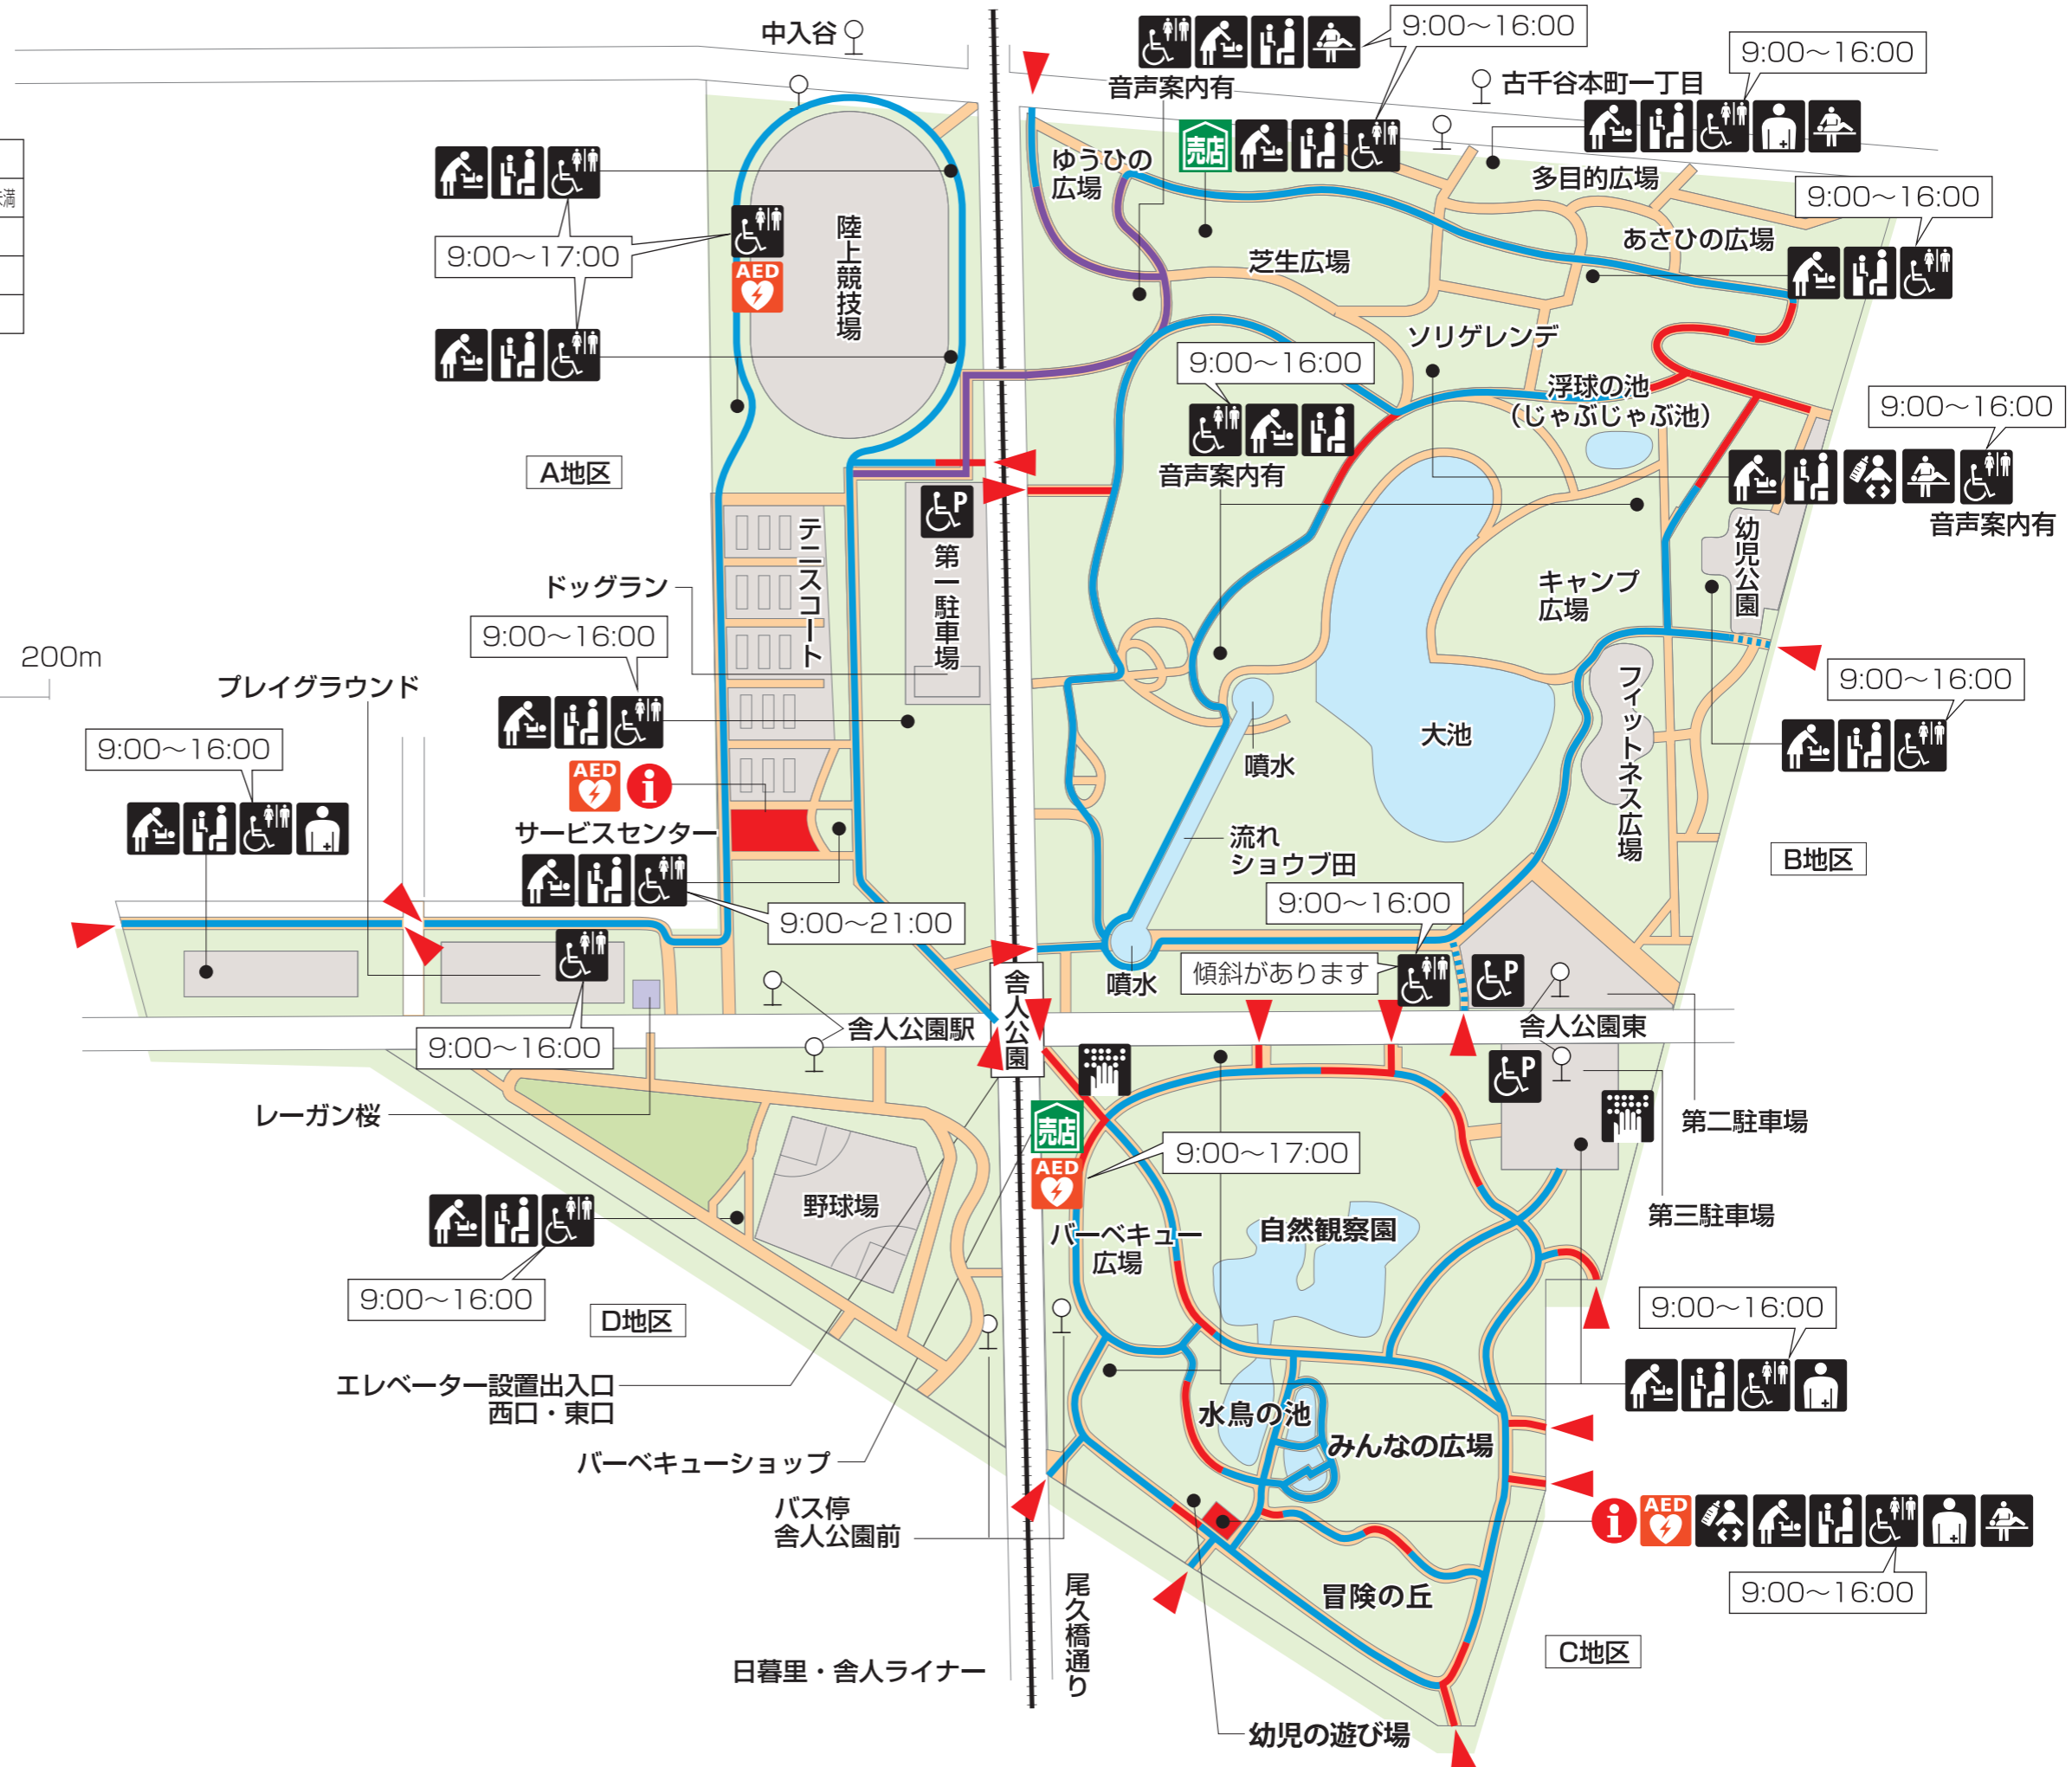 中入谷
9:00～16:00
9:00～16:00
音声案内有
古千谷本町一丁目
売店
ゆうひの
広場
多目的広場
9:00～16:00
9:00～17:00
AED
陸上競技場
芝生広場
あさひの広場
ソリゲレンデ
9:00～16:00
浮球の池
（じゃぶじゃぶ池）
9:00～16:00
音声案内有
音声案内有
A地区
P
テニスコート
第一駐車場
幼児公園
キャンプ
広場
ドッグラン
9:00～16:00
200m
プレイグラウンド
9:00～16:00
9:00～16:00
フィットネス広場
大池
噴水
AED
i
サービスセンター
流れ
ショウブ田
B地区
9:00～21:00
9:00～16:00
傾斜があります
P
噴水
舎人公園
舎人公園駅
舎人公園東
9:00～16:00
P
レーガン桜
第二駐車場
売店
9:00～17:00
AED
野球場
バーベキュー
広場
自然観察園
第三駐車場
9:00～16:00
D地区
9:00～16:00
エレベーター設置出入口
西口・東口
水鳥の池
みんなの広場
バーベキューショップ
バス停
舎人公園前
i
AED
9:00～16:00
尾久橋通り
冒険の丘
C地区
日暮里・舎人ライナー
幼児の遊び場